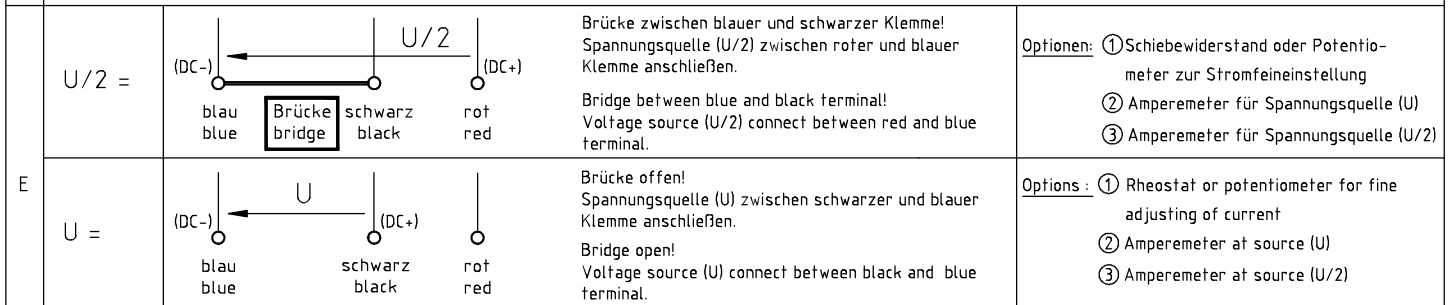 E
U/2 =
U/2
(DC-)
(DC+)
blau
blue
Brücke
bridge
schwarz
black
rot
red
Brücke zwischen blauer und schwarzer Klemme!
Spannungsquelle (U/2) zwischen roter und blauer
Klemme anschließen.
Bridge between blue and black terminal!
Voltage source (U/2) connect between red and blue
terminal.
Optionen: ① Schiebewiderstand oder Potentio-
meter zur Stromfeineinstellung
② Amperemeter für Spannungsquelle (U)
③ Amperemeter für Spannungsquelle (U/2)
U =
U
(DC-)
(DC+)
blau
blue
schwarz
black
rot
red
Brücke offen!
Spannungsquelle (U) zwischen schwarzer und blauer
Klemme anschließen.
Bridge open!
Voltage source (U) connect between black and blue
terminal.
Options : ① Rheostat or potentiometer for fine
adjusting of current
② Amperemeter at source (U)
③ Amperemeter at source (U/2)